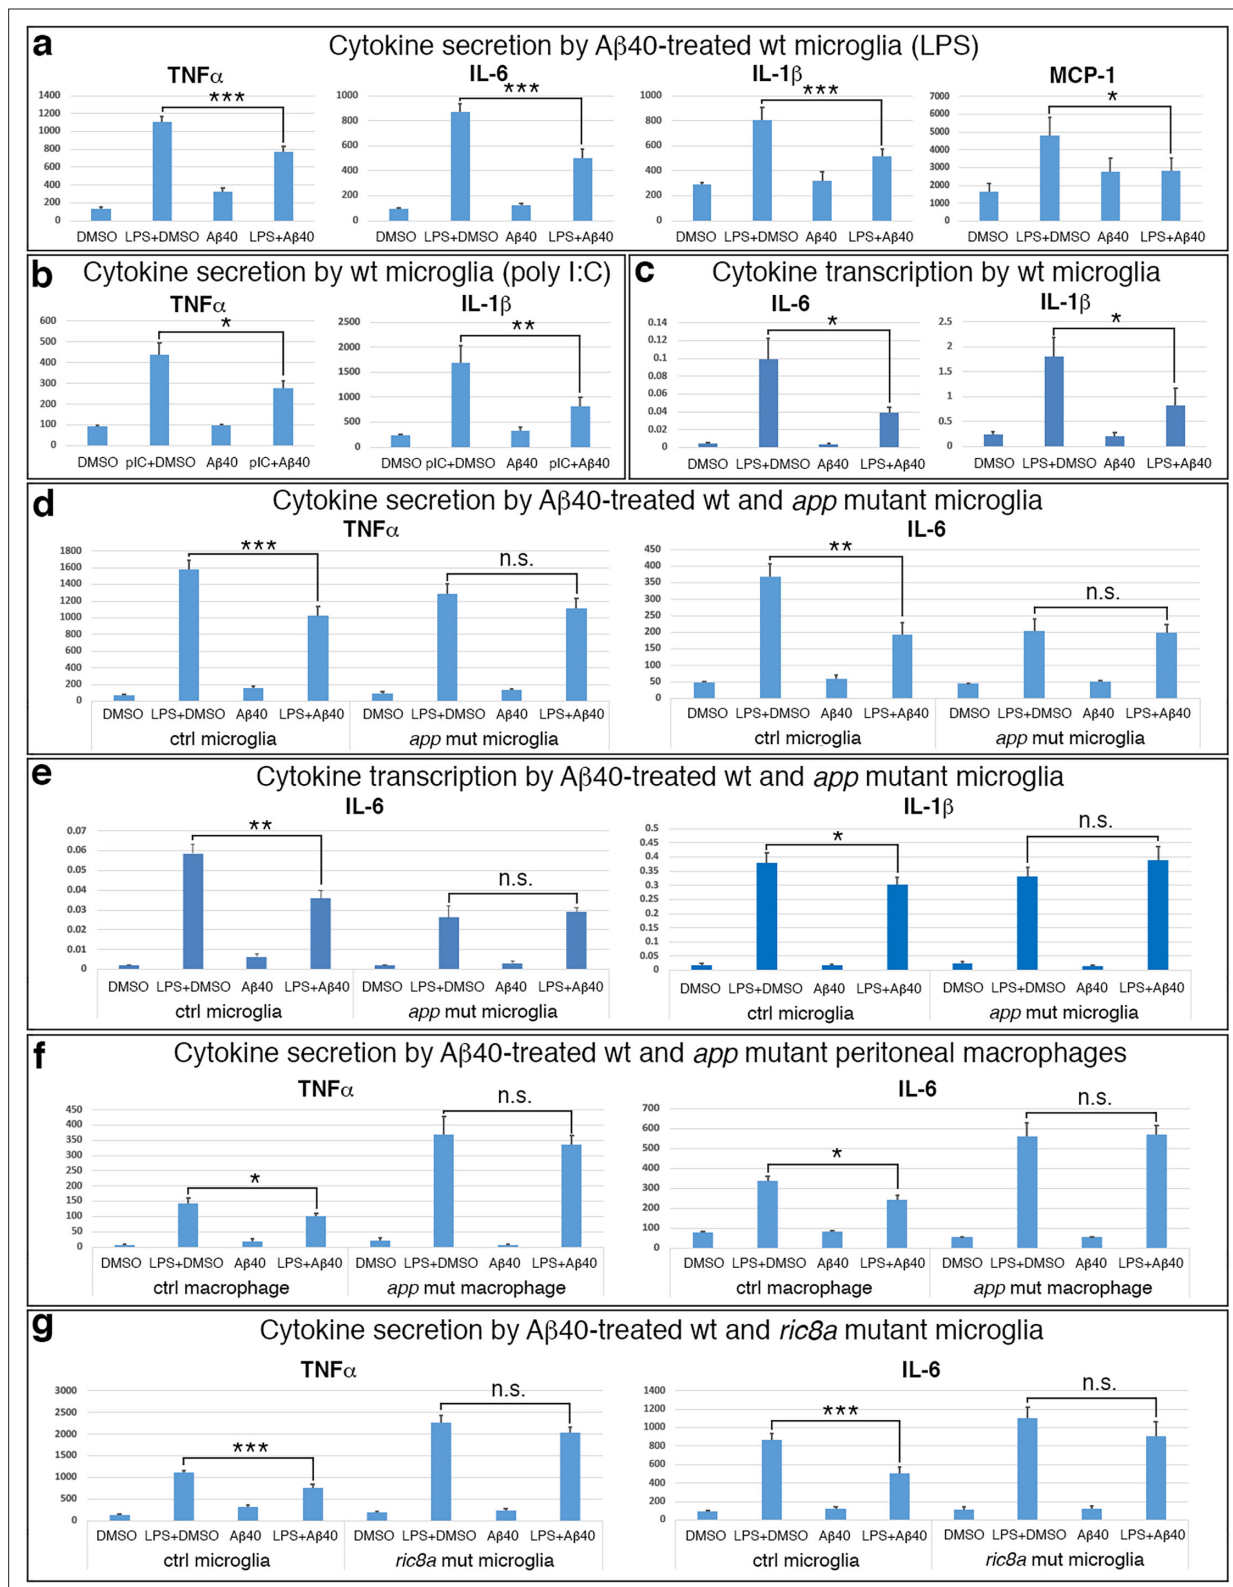 a Cytokine secretion by Aβ40-treated wt microglia (LPS)
TNFα
***
1400
1200
1000
800
600
400
200
0
DMSO LPS+DMSO Aβ40 LPS+Aβ40
IL-6
***
1000
800
600
400
200
0
DMSO LPS+DMSO Aβ40 LPS+Aβ40
IL-1β
***
1000
800
600
400
200
0
DMSO LPS+DMSO Aβ40 LPS+Aβ40
MCP-1
*
7000
6000
5000
4000
3000
2000
1000
0
DMSO LPS+DMSO Aβ40 LPS+Aβ40
b Cytokine secretion by wt microglia (poly I:C)
TNFα
*
600
500
400
300
200
100
0
DMSO pIC+DMSO Aβ40 pIC+Aβ40
IL-1β
**
2500
2000
1500
1000
500
0
DMSO pIC+DMSO Aβ40 pIC+Aβ40
c Cytokine transcription by wt microglia
IL-6
*
0.14
0.12
0.1
0.08
0.06
0.04
0.02
0
DMSO LPS+DMSO Aβ40 LPS+Aβ40
IL-1β
*
2.5
2
1.5
1
0.5
0
DMSO LPS+DMSO Aβ40 LPS+Aβ40
d Cytokine secretion by Aβ40-treated wt and app mutant microglia
TNFα
*** n.s.
1800
1600
1400
1200
1000
800
600
400
200
0
DMSO LPS+DMSO Aβ40 LPS+Aβ40 DMSO LPS+DMSO Aβ40 LPS+Aβ40
ctrl microglia app mut microglia
IL-6
** n.s.
450
400
350
300
250
200
150
100
50
0
DMSO LPS+DMSO Aβ40 LPS+Aβ40 DMSO LPS+DMSO Aβ40 LPS+Aβ40
ctrl microglia app mut microglia
e Cytokine transcription by Aβ40-treated wt and app mutant microglia
IL-6
** n.s.
0.07
0.06
0.05
0.04
0.03
0.02
0.01
0
DMSO LPS+DMSO Aβ40 LPS+Aβ40 DMSO LPS+DMSO Aβ40 LPS+Aβ40
ctrl microglia app mut microglia
IL-1β
* n.s.
0.5
0.45
0.4
0.35
0.3
0.25
0.2
0.15
0.1
0.05
0
DMSO LPS+DMSO Aβ40 LPS+Aβ40 DMSO LPS+DMSO Aβ40 LPS+Aβ40
ctrl microglia app mut microglia
f Cytokine secretion by Aβ40-treated wt and app mutant peritoneal macrophages
TNFα
* n.s.
450
400
350
300
250
200
150
100
50
0
DMSO LPS+DMSO Aβ40 LPS+Aβ40 DMSO LPS+DMSO Aβ40 LPS+Aβ40
ctrl macrophage app mut macrophage
IL-6
* n.s.
700
600
500
400
300
200
100
0
DMSO LPS+DMSO Aβ40 LPS+Aβ40 DMSO LPS+DMSO Aβ40 LPS+Aβ40
ctrl macrophage app mut macrophage
g Cytokine secretion by Aβ40-treated wt and ric8a mutant microglia
TNFα
*** n.s.
3000
2500
2000
1500
1000
500
0
DMSO LPS+DMSO Aβ40 LPS+Aβ40 DMSO LPS+DMSO Aβ40 LPS+Aβ40
ctrl microglia ric8a mut microglia
IL-6
*** n.s.
1400
1200
1000
800
600
400
200
0
DMSO LPS+DMSO Aβ40 LPS+Aβ40 DMSO LPS+DMSO Aβ40 LPS+Aβ40
ctrl microglia ric8a mut microglia